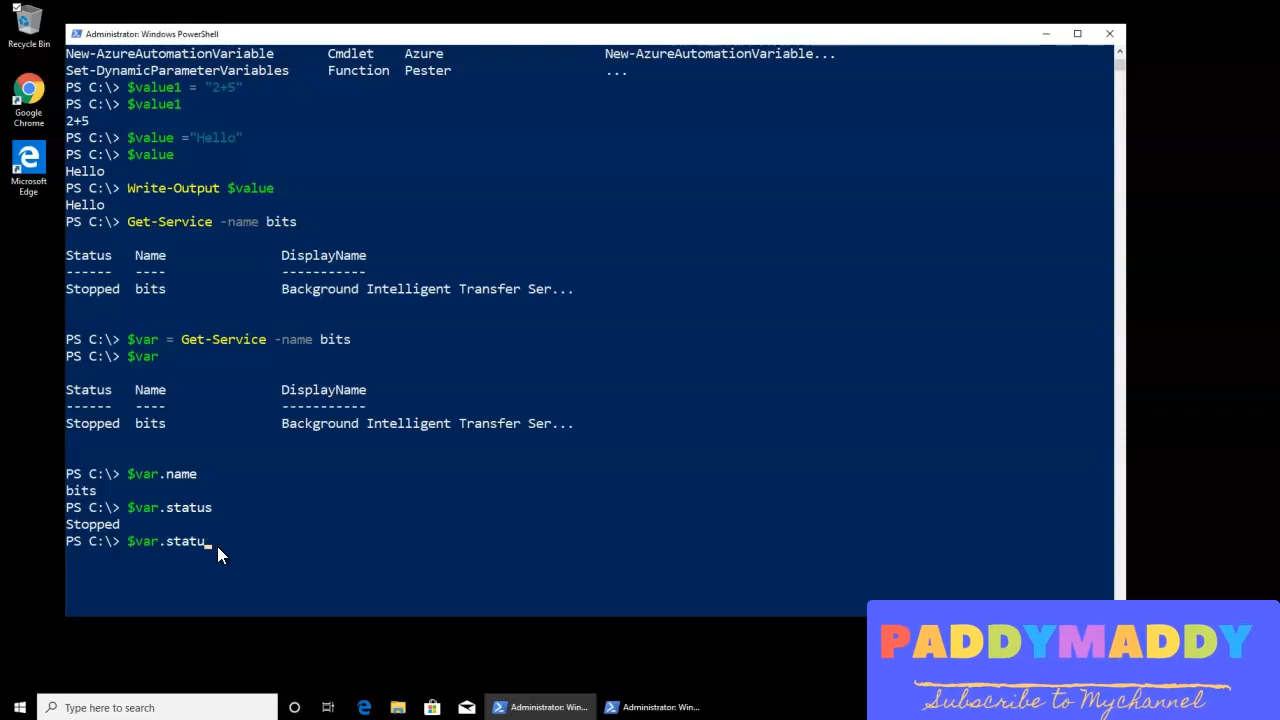 Recycle Bin
Google
Chrome
Microsoft
Edge
Administrator: Windows PowerShell
New-AzureAutomationVariable Cmdlet Azure New-AzureAutomationVariable...
Set-DynamicParameterVariables Function Pester ...
PS C:\> $value1 = "2+5"
PS C:\> $value1
2+5
PS C:\> $value ="Hello"
PS C:\> $value
Hello
PS C:\> Write-Output $value
Hello
PS C:\> Get-Service -name bits
Status Name DisplayName
------ ---- -----------
Stopped bits Background Intelligent Transfer Ser...
PS C:\> $var = Get-Service -name bits
PS C:\> $var
Status Name DisplayName
------ ---- -----------
Stopped bits Background Intelligent Transfer Ser...
PS C:\> $var.name
bits
PS C:\> $var.status
Stopped
PS C:\> $var.statu_
PADDYMADDY
Subscribe to Mychannel
Type here to search
Administrator: Win...
Administrator: Win...